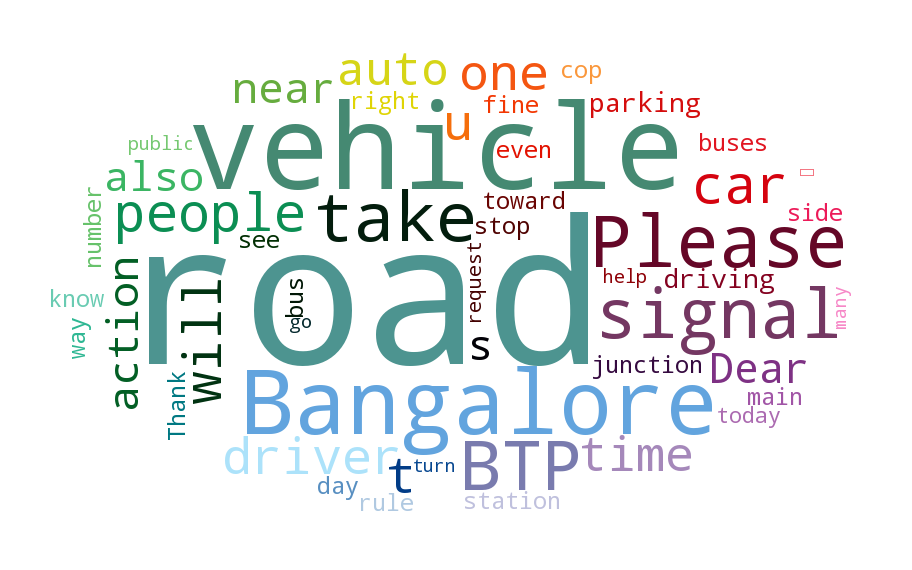 cop
auto
one
near
right
fine
parking
u
vehicle
public
even
buses
also
car
people
take
toward
side
number
see
stop
Please
road
request
help
driving
know
way
action
will
bus
go
signal
many
s
junction
Dear
Thank
Bangalore
main
today
driver
t
turn
BTP
time
day
rule
station